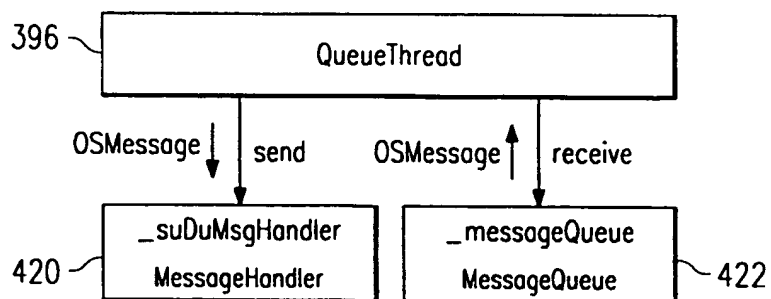 396
QueueThread
OSMessage send OSMessage receive
_suDuMsgHandler
MessageHandler
420
_messageQueue
MessageQueue
422